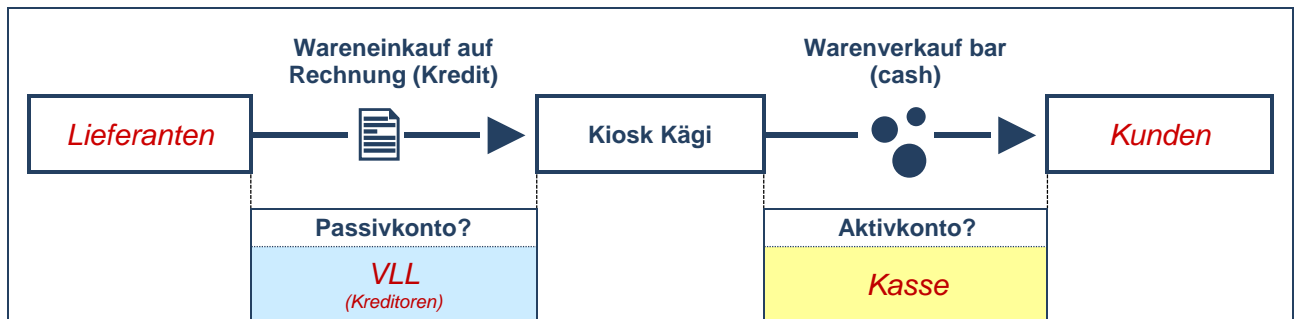 Wareneinkauf auf
Rechnung (Kredit)
Warenverkauf bar
(cash)
Lieferanten
Kiosk Kägi
Kunden
Passivkonto?
Aktivkonto?
VLL
(Kreditoren)
Kasse